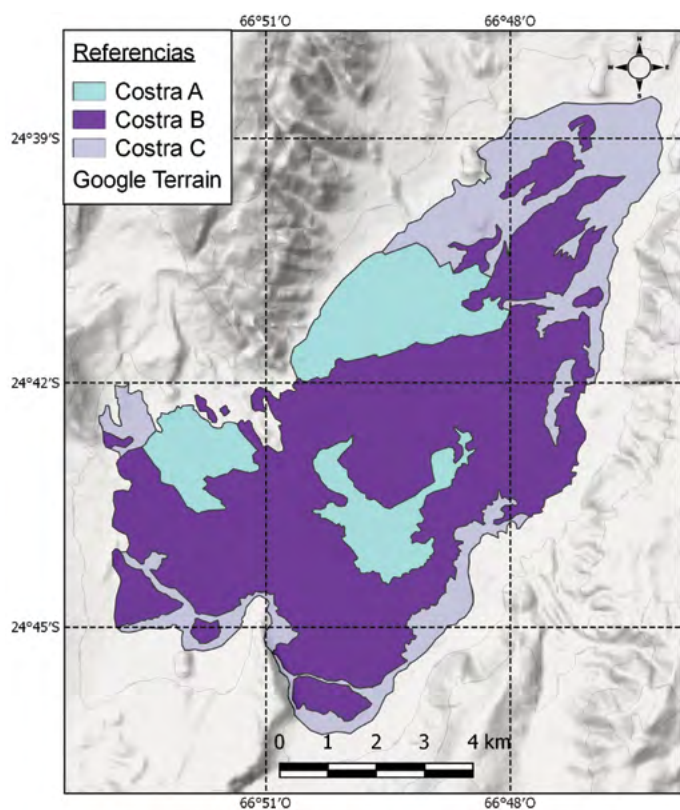 66°51′O 66°48′O
Referencias
Costra A
Costra B
Costra C
Google Terrain
N
24°39′S
24°42′S
24°45′S
0 1 2 3 4 km
66°51′O 66°48′O